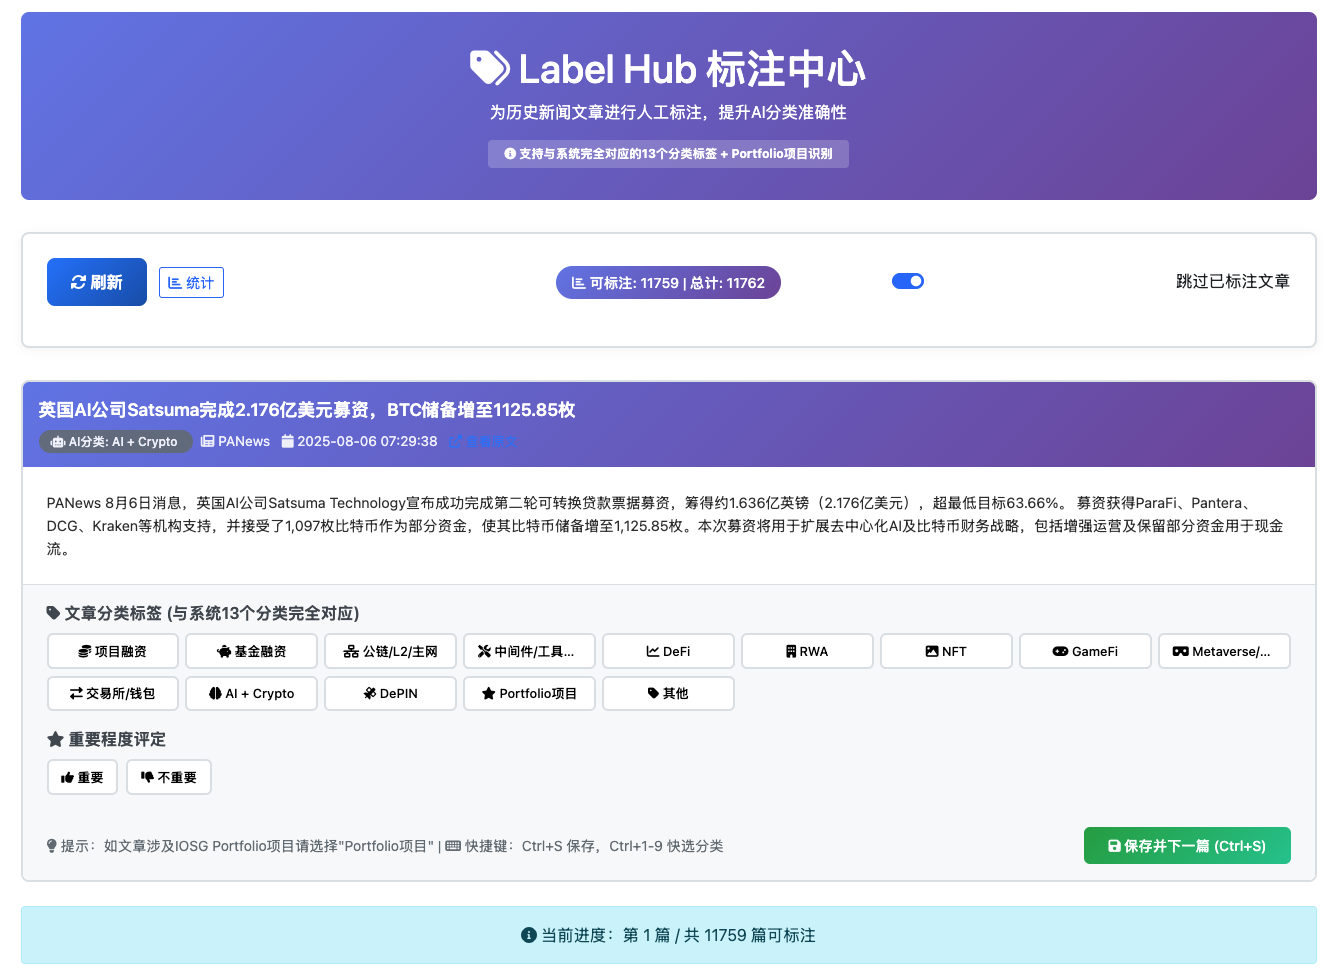 Label Hub 标注中心
为历史新闻文章进行人工标注，提升AI分类准确性
支持与系统完全对应的13个分类标签 + Portfolio项目识别
刷新
统计
可标注: 11759 | 总计: 11762
跳过已标注文章
英国AI公司Satsuma完成2.176亿美元募资，BTC储备增至1125.85枚
AI分类: AI + Crypto PANews 2025-08-06 07:29:38
PANews 8月6日消息，英国AI公司Satsuma Technology宣布成功完成第二轮可转换贷款票据募资，筹得约1.636亿英镑（2.176亿美元），超最低目标63.66%。 募资获得ParaFi、Pantera、
DCG、Kraken等机构支持，并接受了1,097枚比特币作为部分资金，使其比特币储备增至1,125.85枚。本次募资将用于扩展去中心化AI及比特币财务战略，包括增强运营及保留部分资金用于现金
流。
文章分类标签 (与系统13个分类完全对应)
项目融资 基金融资 公链/L2/主网 中间件/工具... DeFi RWA NFT GameFi Metaverse/...
交易所/钱包 AI + Crypto DePIN Portfolio项目 其他
重要程度评定
重要 不重要
提示：如文章涉及IOSG Portfolio项目请选择"Portfolio项目" | 快捷键：Ctrl+S 保存，Ctrl+1-9 快选分类
保存并下一篇 (Ctrl+S)
当前进度：第 1 篇 / 共 11759 篇可标注